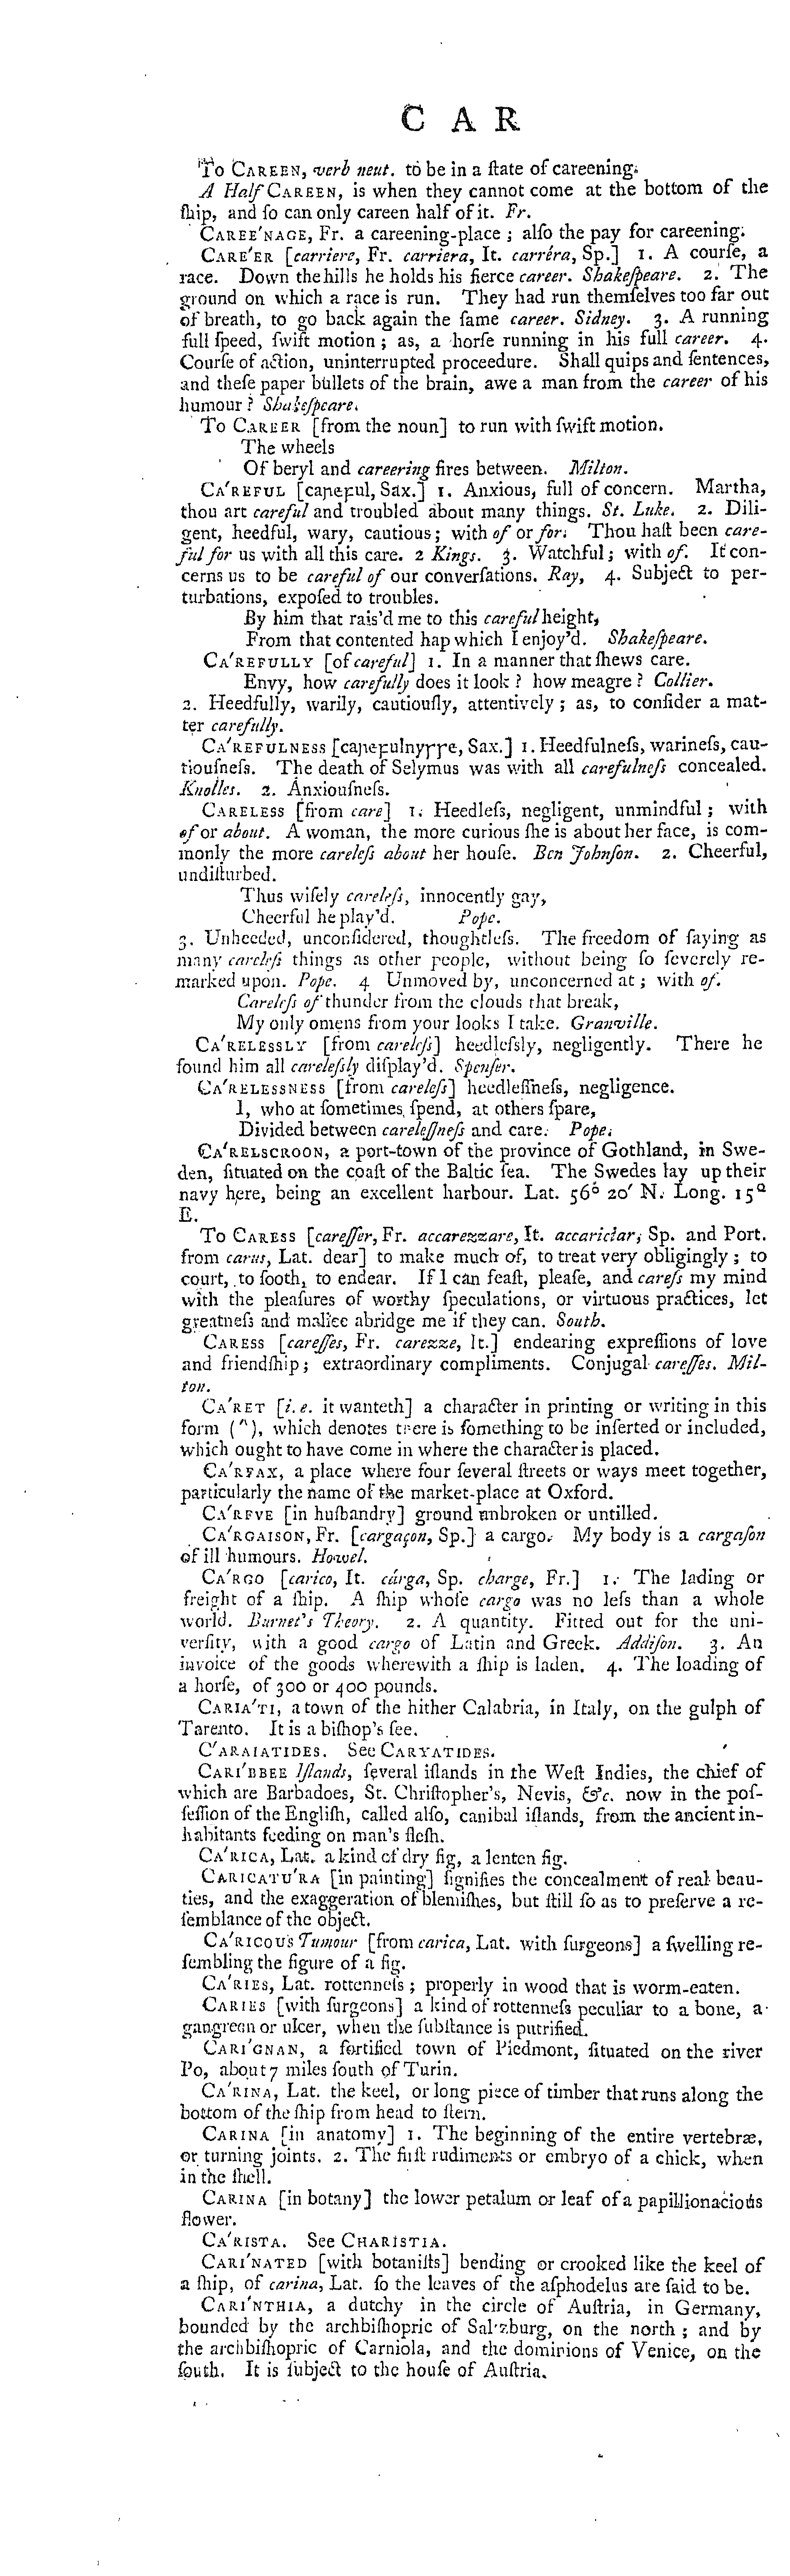 C A R
To CAREEN, verb neut. to be in a ſtate of careening.
A Half CAREEN, is when they cannot come at the bottom of the
ſhip, and ſo can only careen half of it. Fr.
CAREE'NAGE, Fr. a careening-place ; alſo the pay for careening.
CARE'ER [carriere, Fr. carriera, It. carréra, Sp.] 1. A courſe, a
race. Down the hills he holds his fierce career. Shakeſpeare. 2. The
ground on which a race is run. They had run themſelves too far out
of breath, to go back again the ſame career. Sidney. 3. A running
full ſpeed, ſwift motion ; as, a horſe running in his full career. 4.
Courſe of action, uninterrupted proceedure. Shall quips and ſentences,
and theſe paper bullets of the brain, awe a man from the career of his
humour ? Shakeſpeare.
To CAREER [from the noun] to run with ſwift motion.
The wheels
Of beryl and careering fires between. Milton.
CA'REFUL [caꞃeꝼul, Sax.] 1. Anxious, full of concern. Martha,
thou art careful and troubled about many things. St. Luke. 2. Dili-
gent, heedful, wary, cautious; with of or for. Thou haſt been care-
ful for us with all this care. 2 Kings. 3. Watchful ; with of. It con-
cerns us to be careful of our converſations. Ray, 4. Subject to per-
turbations, expoſed to troubles.
By him that rais'd me to this careful height,
From that contented hap which I enjoy'd. Shakeſpeare.
CA'REFULLY [of careful] 1. In a manner that ſhews care.
Envy, how carefully does it look ? how meagre ? Collier.
2. Heedfully, warily, cautiouſly, attentively ; as, to conſider a mat-
ter carefully.
CA'REFULNESS [caꞃeꝼulnyꞅꞅe, Sax.] 1. Heedfulneſs, warineſs, cau-
tiouſneſs. The death of Selymus was with all carefulneſs concealed.
Knolles. 2. Anxiouſneſs.
CARELESS [from care] 1. Heedleſs, negligent, unmindful ; with
of or about. A woman, the more curious ſhe is about her face, is com-
monly the more careleſs about her houſe. Ben Johnſon. 2. Cheerful,
undiſturbed.
Thus wiſely careleſs, innocently gay,
Cheerful he play'd. Pope.
3. Unheeded, unconſidered, thoughtleſs. The freedom of ſaying as
many careleſs things as other people, without being ſo ſeverely re-
marked upon. Pope. 4 Unmoved by, unconcerned at ; with of.
Careleſs of thunder from the clouds that break,
My only omens from your looks I take. Granville.
CA'RELESSLY [from careleſs] heedleſsly, negligently. There he
found him all careleſsly diſplay'd. Spenſer.
CA'RELESSNESS [from careleſs] heedleſſneſs, negligence.
I, who at ſometimes ſpend, at others ſpare,
Divided between careleſſneſs and care. Pope.
CA'RELSCROON, a port-town of the province of Gothland, in Swe-
den, ſituated on the coaſt of the Baltic ſea. The Swedes lay up their
navy here, being an excellent harbour. Lat. 56° 20' N. Long. 15°
E.
To CARESS [careſſer, Fr. accarezzare, It. accariciar, Sp. and Port.
from carus, Lat. dear] to make much of, to treat very obligingly ; to
court, to ſooth, to endear. If I can feaſt, pleaſe, and careſs my mind
with the pleaſures of worthy ſpeculations, or virtuous practices, let
greatneſs and malice abridge me if they can. South.
CARESS [careſſes, Fr. carezze, It.] endearing expreſſions of love
and friendſhip ; extraordinary compliments. Conjugal careſſes. Mil-
ton.
CA'RET [i. e. it wanteth] a character in printing or writing in this
form (^), which denotes there is ſomething to be inſerted or included,
which ought to have come in where the character is placed.
CA'RFAX, a place where four ſeveral ſtreets or ways meet together,
particularly the name of the market-place at Oxford.
CA'RFVE [in huſbandry] ground unbroken or untilled.
CA'RGAISON, Fr. [cargaçon, Sp.] a cargo. My body is a cargaſon
of ill humours. Howel.
CA'RGO [carico, It. cárga, Sp. charge, Fr.] 1. The lading or
freight of a ſhip. A ſhip whoſe cargo was no leſs than a whole
world. Burnet's Theory. 2. A quantity. Fitted out for the uni-
verſity, with a good cargo of Latin and Greek. Addiſon. 3. An
invoice of the goods wherewith a ſhip is laden. 4. The loading of
a horſe, of 300 or 400 pounds.
CARIA'TI, a town of the hither Calabria, in Italy, on the gulph of
Tarento. It is a biſhop's ſee.
C'ARAIATIDES. See CARYATIDES.
CARI'BBEE Iſlands, ſeveral iſlands in the Weſt Indies, the chief of
which are Barbadoes, St. Chriſtopher's, Nevis, &c. now in the poſ-
ſeſſion of the Engliſh, called alſo, canibal iſlands, from the ancient in-
habitants feeding on man's fleſh.
CA'RICA, Lat. a kind of dry fig, a lenten fig.
CARICATU'RA [in painting] ſignifies the concealment of real beau-
ties, and the exaggeration of blemiſhes, but ſtill ſo as to preſerve a re-
ſemblance of the object.
CA'RICOUS Tumour [from carica, Lat. with ſurgeons] a ſwelling re-
ſembling the figure of a fig.
CA'RIES, Lat. rottenneſs ; properly in wood that is worm-eaten.
CARIES [with ſurgeons] a kind of rottenneſs peculiar to a bone, a
gangreen or ulcer, when the ſubſtance is putrified.
CARI'GNAN, a fortified town of Piedmont, ſituated on the river
Po, about 7 miles ſouth of Turin.
CA'RINA, Lat. the keel, or long piece of timber that runs along the
bottom of the ſhip from head to ſtern.
CARINA [in anatomy] 1. The beginning of the entire vertebræ,
or turning joints. 2. The firſt rudiments or embryo of a chick, when
in the ſhell.
CARINA [in botany] the lower petalum or leaf of a papillionacious
flower.
CA'RISTA. See CHARISTIA.
CARI'NATED [with botaniſts] bending or crooked like the keel of
a ſhip, of carina, Lat. ſo the leaves of the aſphodelus are ſaid to be.
CARI'NTHIA, a dutchy in the circle of Auſtria, in Germany,
bounded by the archbiſhopric of Saltzburg, on the north ; and by
the archbiſhopric of Carniola, and the dominions of Venice, on the
ſouth. It is ſubject to the houſe of Auſtria.